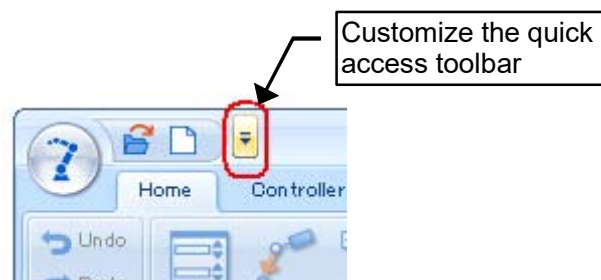 Customize the quick
access toolbar
Home
Controller
Undo